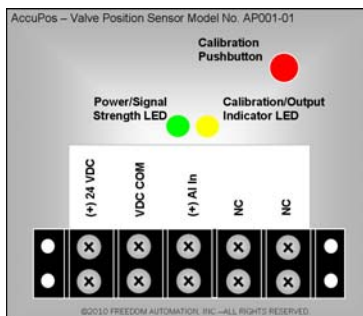 AccuPos - Valve Position Sensor Model No. AP001-01
Calibration
Pushbutton
Power/Signal
Strength LED
Calibration/Output
Indicator LED
(+) 24 VDC
VDC COM
(+) AI In
NC
NC
©2010 FREEDOM AUTOMATION, INC –ALL RIGHTS RESERVED.